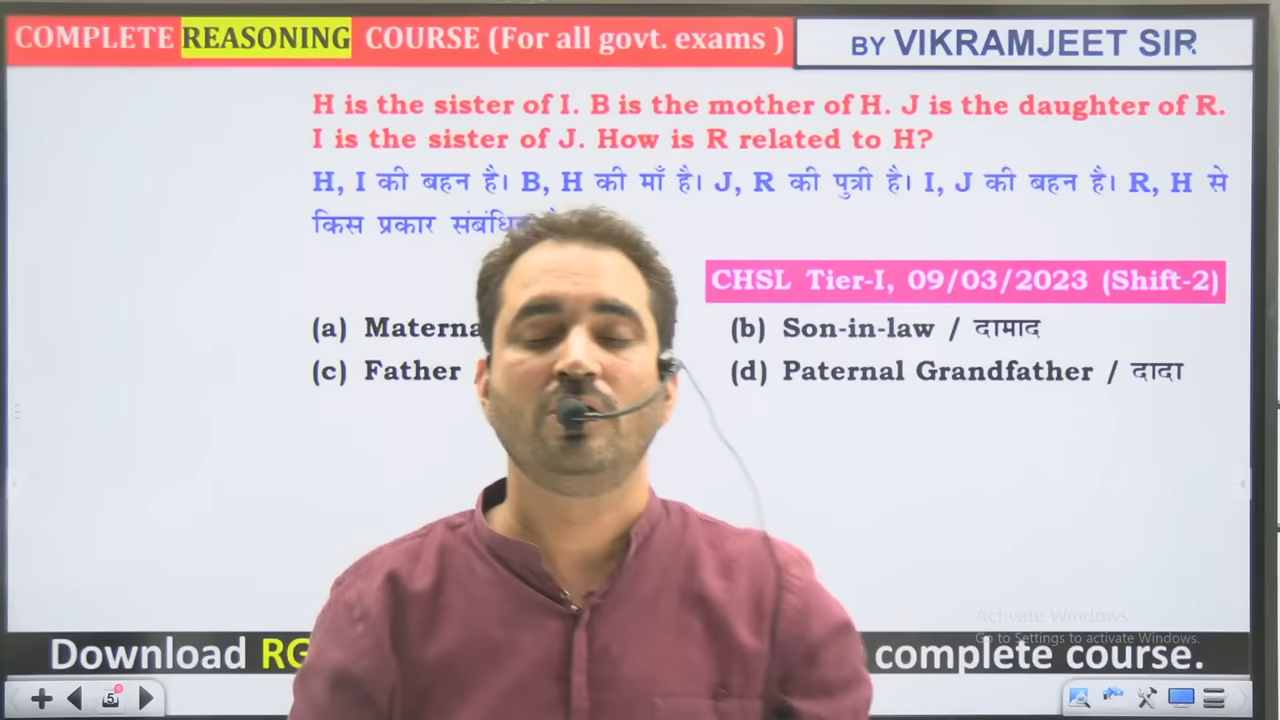 COMPLETE REASONING COURSE (For all govt. exams )
BY VIKRAMJEET SIR
H is the sister of I. B is the mother of H. J is the daughter of R.
I is the sister of J. How is R related to H?
H, I की बहन है। B, H की माँ है। J, R की पुत्री है। I, J की बहन है। R, H से
किस प्रकार
CHSL Tier-I, 09/03/2023 (Shift-2)
(a)
(b) Son-in-law / दामाद
(c) Father
(d) Paternal Grandfather / दादा
Activate Windows
Go to Settings to activate Windows.
Download complete course.
5